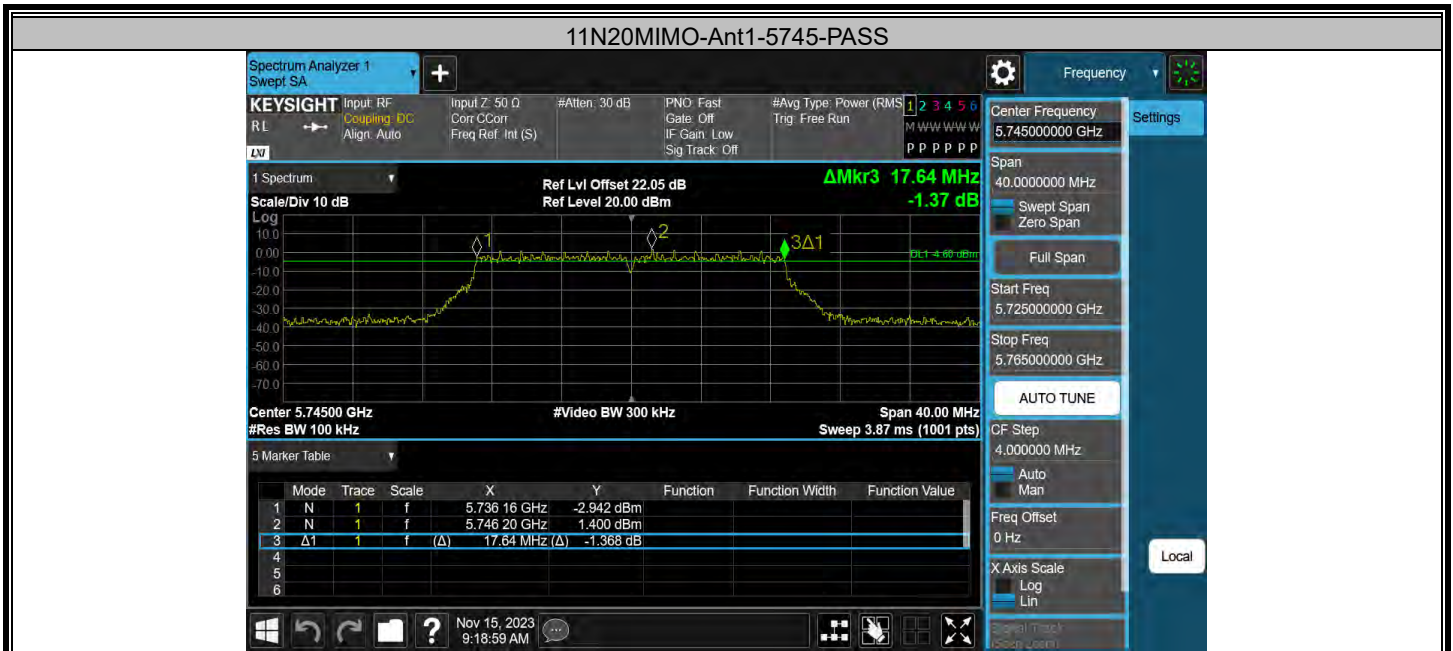 11N20MIMO-Ant1-5745-PASS
Spectrum Analyzer 1
Swept SA
Frequency
KEYSIGHT
RL
LXI
Input: RF
Coupling: DC
Align: Auto
Input Z: 50 Ω
Corr CCorr
Freq Ref: Int (S)
#Atten: 30 dB
PNO: Fast
Gate: Off
IF Gain: Low
Sig Track: Off
#Avg Type: Power (RMS
Trig: Free Run
1 2 3 4 5 6
M W W W W W
P P P P P P
1 Spectrum
Scale/Div 10 dB
Ref Lvl Offset 22.05 dB
Ref Level 20.00 dBm
ΔMkr3 17.64 MHz
-1.37 dB
Log
10.0
0.00
-10.0
-20.0
-30.0
-40.0
-50.0
-60.0
-70.0
1
2
3Δ1
DL1 -4.60 dBm
Center 5.74500 GHz
#Video BW 300 kHz
Span 40.00 MHz
#Res BW 100 kHz
Sweep 3.87 ms (1001 pts)
5 Marker Table
Mode Trace Scale X Y Function Function Width Function Value
1 N 1 f 5.736 16 GHz -2.942 dBm
2 N 1 f 5.746 20 GHz 1.400 dBm
3 Δ1 1 f (Δ) 17.64 MHz (Δ) -1.368 dB
4
5
6
Nov 15, 2023
9:18:59 AM
Center Frequency
5.745000000 GHz
Span
40.0000000 MHz
Swept Span
Zero Span
Full Span
Start Freq
5.725000000 GHz
Stop Freq
5.765000000 GHz
AUTO TUNE
CF Step
4.000000 MHz
Auto
Man
Freq Offset
0 Hz
X Axis Scale
Log
Lin
Signal Track
(Span Zoom)
Settings
Local